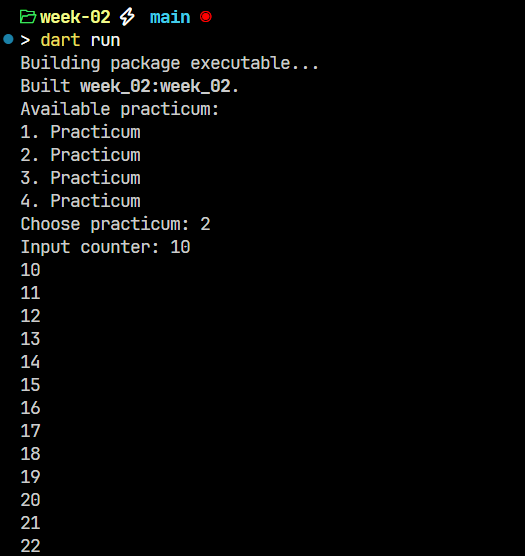 week-02 main
> dart run
Building package executable...
Built week_02:week_02.
Available practicum:
1. Practicum
2. Practicum
3. Practicum
4. Practicum
Choose practicum: 2
Input counter: 10
10
11
12
13
14
15
16
17
18
19
20
21
22